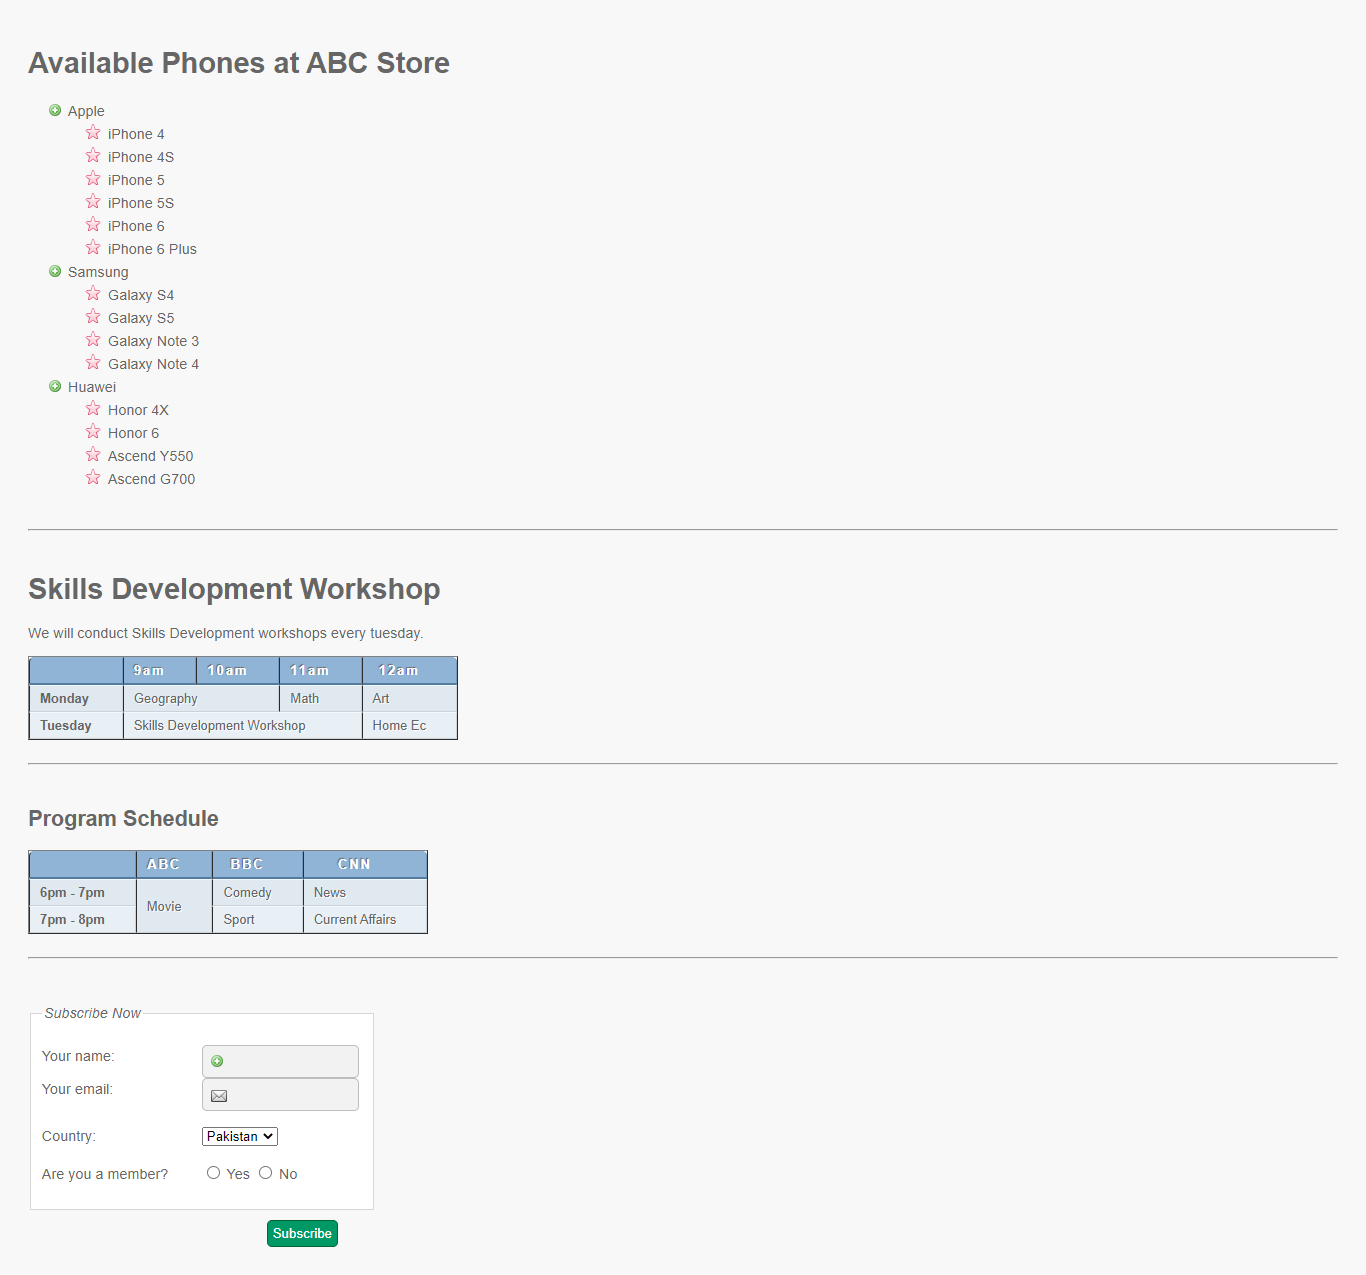 Available Phones at ABC Store
Apple
iPhone 4
iPhone 4S
iPhone 5
iPhone 5S
iPhone 6
iPhone 6 Plus
Samsung
Galaxy S4
Galaxy S5
Galaxy Note 3
Galaxy Note 4
Huawei
Honor 4X
Honor 6
Ascend Y550
Ascend G700
Skills Development Workshop
We will conduct Skills Development workshops every tuesday.
9am 10am 11am 12am
Monday Geography Math Art
Tuesday Skills Development Workshop Home Ec
Program Schedule
ABC BBC CNN
6pm - 7pm Movie Comedy News
7pm - 8pm Sport Current Affairs
Subscribe Now
Your name:
Your email:
Country: Pakistan
Are you a member? Yes No
Subscribe